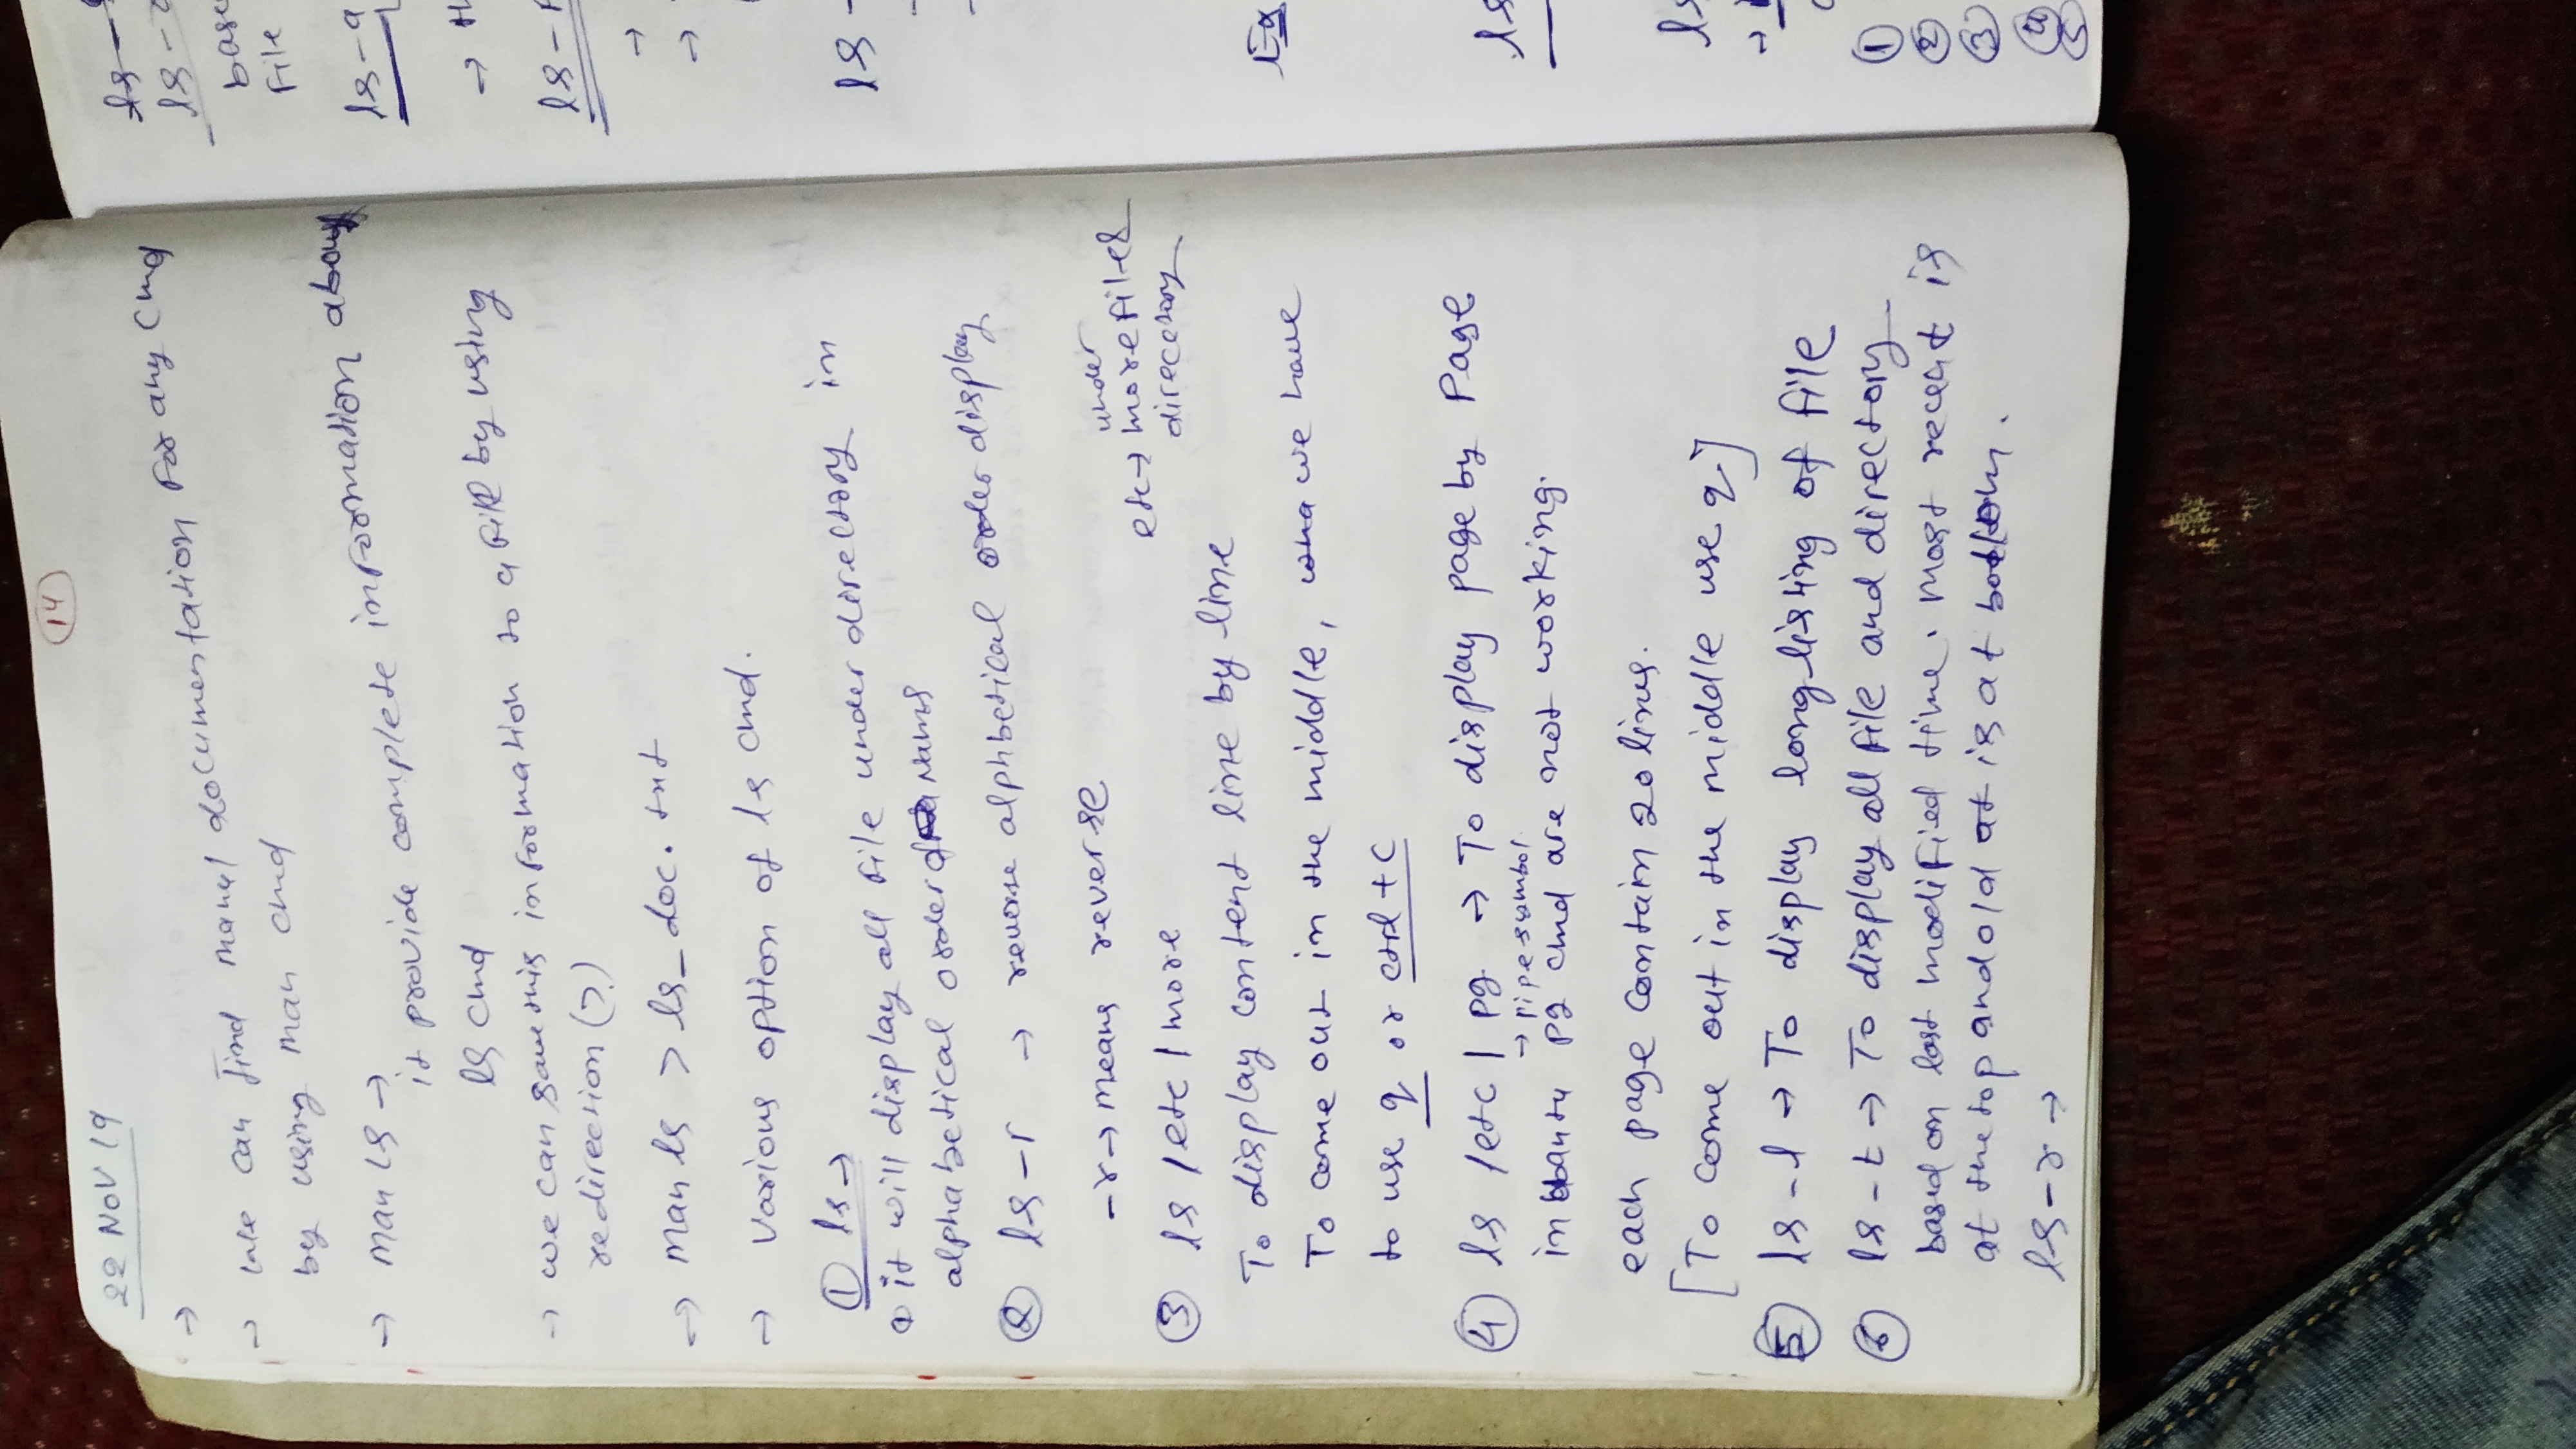 14
22 NOV 19
→
→ We can find manul documentation for any cmd
by using man cmd
→ man ls →
it provide complete information about
ls cmd
→ we can save this information to a file by using
redirection (>)
→ man ls > ls_doc.txt
→ Various option of ls cmd.
① ls →
it will display all file under directory in
alphabetical order of Names
② ls -r → reverse alphbetical order display
-r → means reverse
under
etc → more files
direcctory
③ ls /etc | more
To display content line by line
To come out in the middle, wha we have
to use q or ctrl + c
④ ls /etc | pg → To display page by Page
→ pipe symbol
in ubantu pg cmd are not working.
each page contain 20 lines.
[To come out in the middle use q.]
⑤ ls -l → To display long listing of file
⑥ ls -t → To display all file and directory
based on last modified time. most recent is
at the top and old at is at bottom.
ls -r →
ls -r
base
file
ls -a
→ th
ls -
→
→
ls -
Ex
ls
ls
→
①
②
③
④
⑤